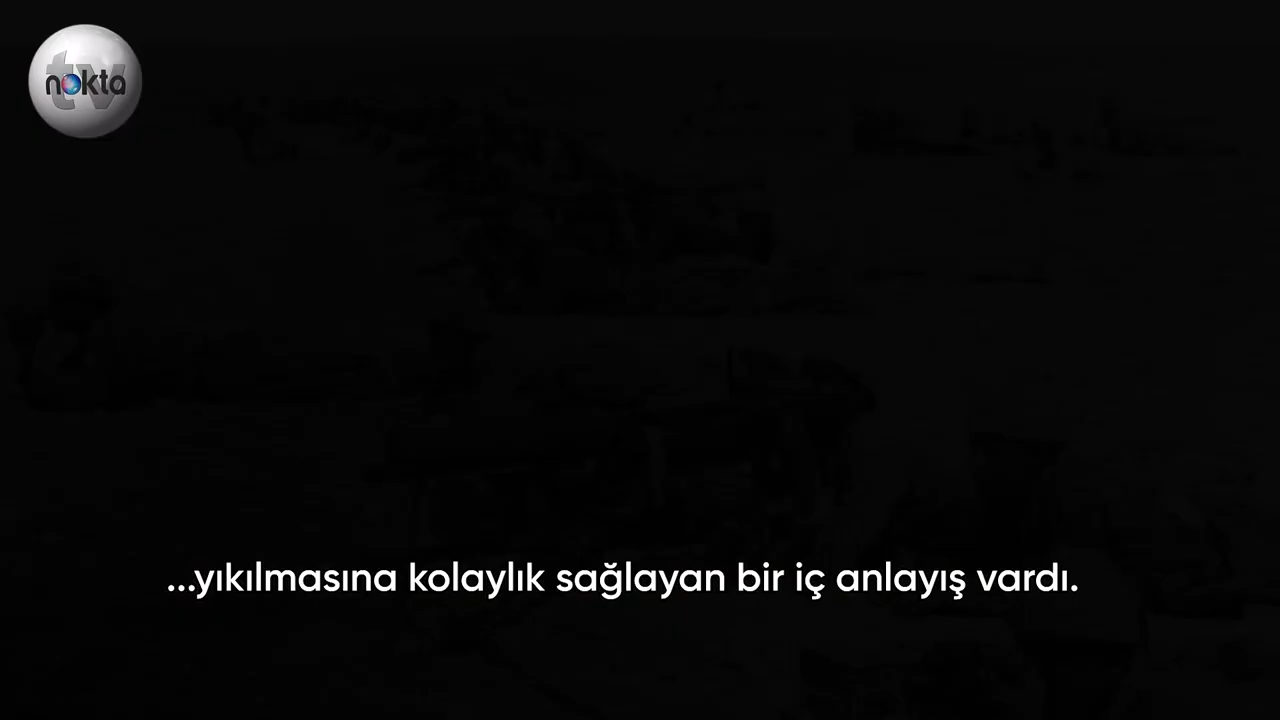 nokta
tv
...yıkılmasına kolaylık sağlayan bir iç anlayış vardı.